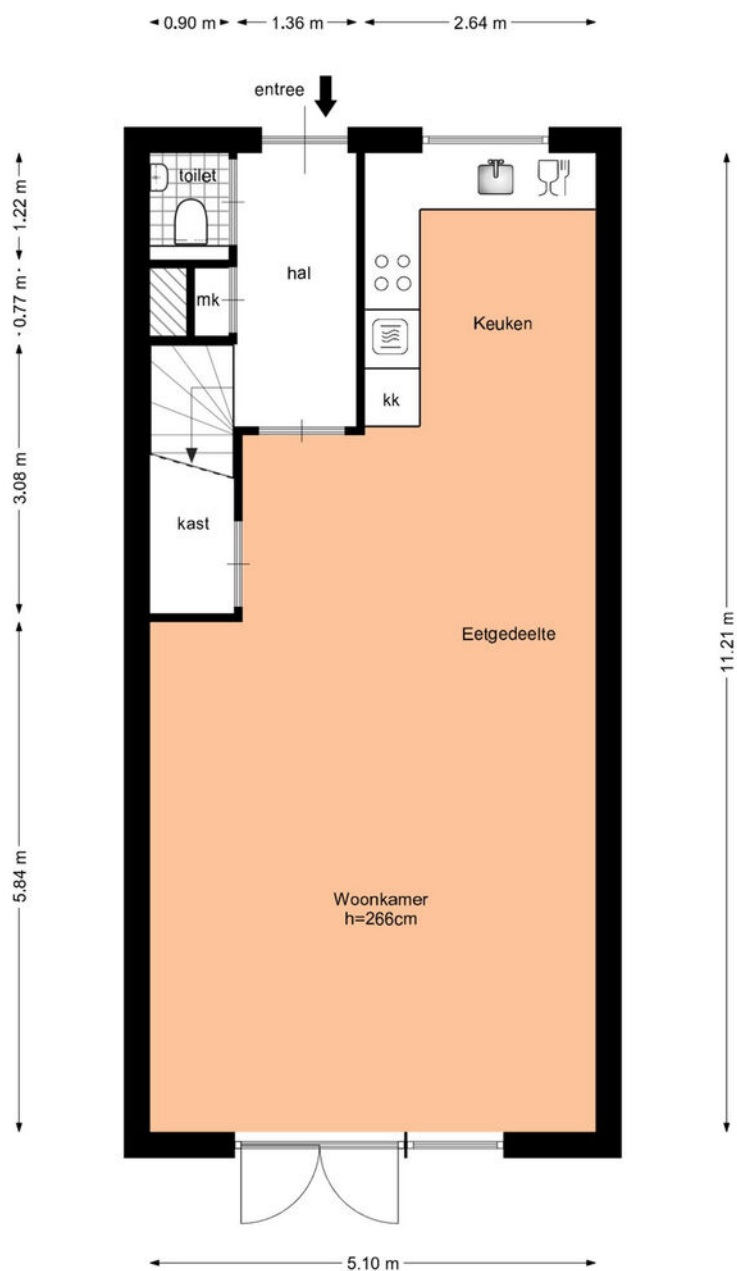 0.90 m
1.36 m
2.64 m
entree
toilet
1.22 m
hal
0.77 m
mk
Keuken
kk
3.08 m
kast
Eetgedeelte
11.21 m
5.84 m
Woonkamer
h=266cm
5.10 m